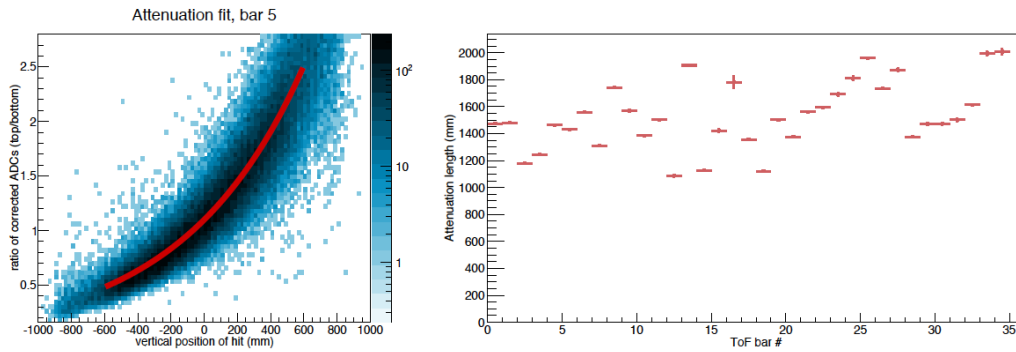 Attenuation fit, bar 5
ratio of corrected ADCs (top/bottom)
2.5
2
1.5
1
0.5
-1000 -800 -600 -400 -200 0 200 400 600 800 1000
vertical position of hit (mm)
10²
10
1
Attenuation length (mm)
2000
1800
1600
1400
1200
1000
800
600
400
200
0
0 5 10 15 20 25 30 35
ToF bar #